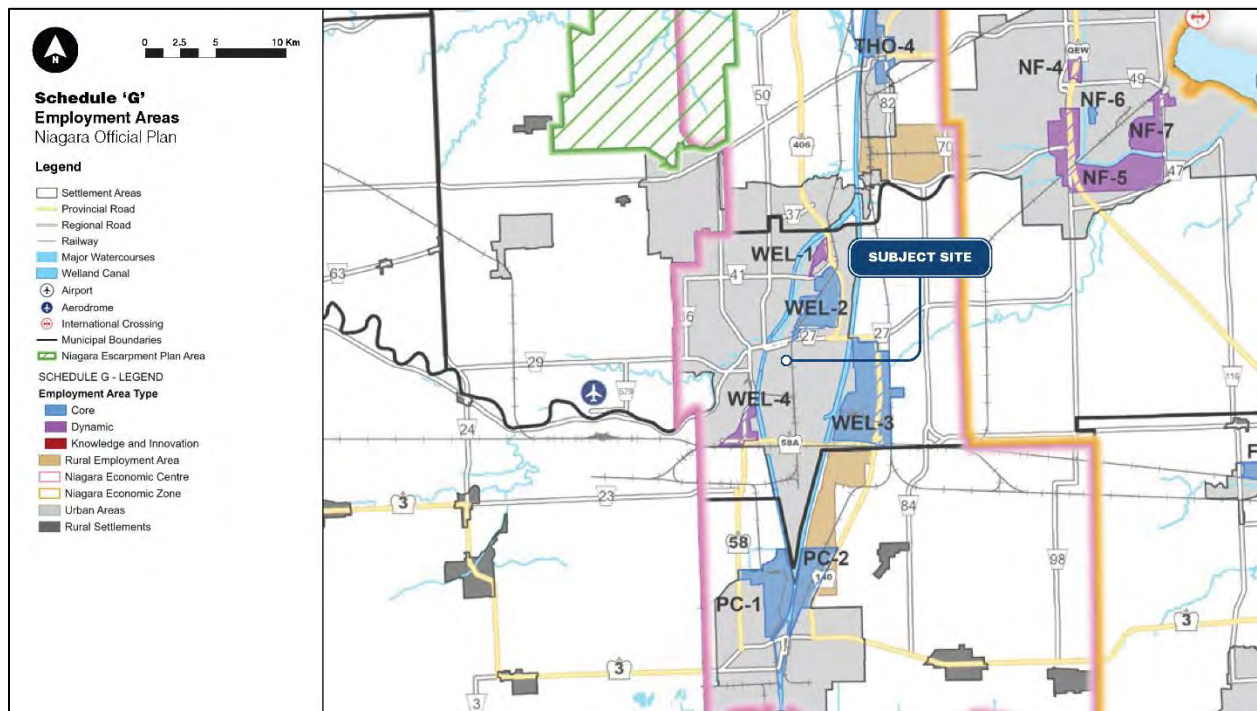 N
0 2.5 5 10 Km
Schedule ‘G’
Employment Areas
Niagara Official Plan
Legend
Settlement Areas
Provincial Road
Regional Road
Railway
Major Watercourses
Welland Canal
Airport
Aerodrome
International Crossing
Municipal Boundaries
Niagara Escarpment Plan Area
SCHEDULE G - LEGEND
Employment Area Type
Core
Dynamic
Knowledge and Innovation
Rural Employment Area
Niagara Economic Centre
Niagara Economic Zone
Urban Areas
Rural Settlements
THO-4
QEW
NF-4
49
50
82
NF-6
NF-7
406
70
NF-5
47
37
WEL-1
SUBJECT SITE
63
41
WEL-2
27
27
29
529
116
WEL-4
24
WEL-3
58A
F
23
3
84
58
98
PC-2
140
PC-1
3
3
3